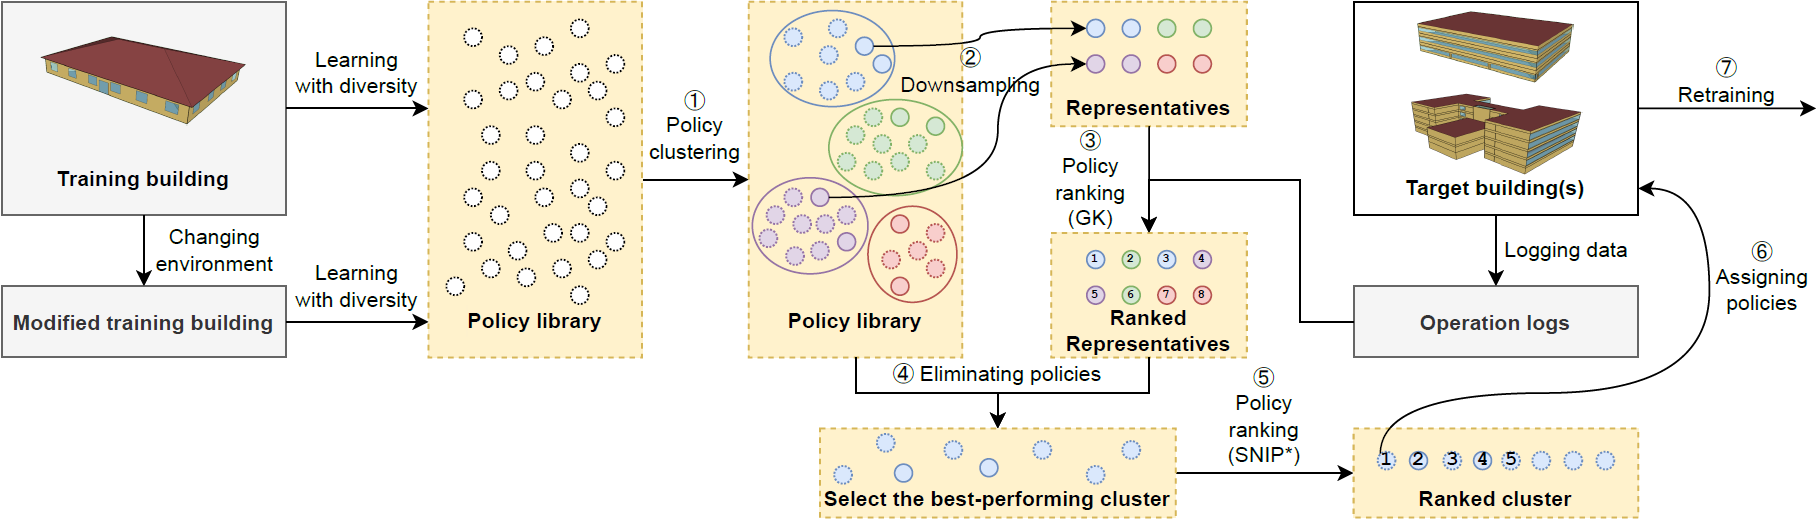 Training building
Changing
environment
Modified training building
Learning
with diversity
Learning
with diversity
Policy library
①
Policy
clustering
Policy library
②
Downsampling
Representatives
③
Policy
ranking
(GK)
1 2 3 4
5 6 7 8
Ranked
Representatives
④ Eliminating policies
Select the best-performing cluster
⑤
Policy
ranking
(SNIP*)
1 2 3 4 5
Ranked cluster
Target building(s)
Logging data
Operation logs
⑥
Assigning
policies
⑦
Retraining